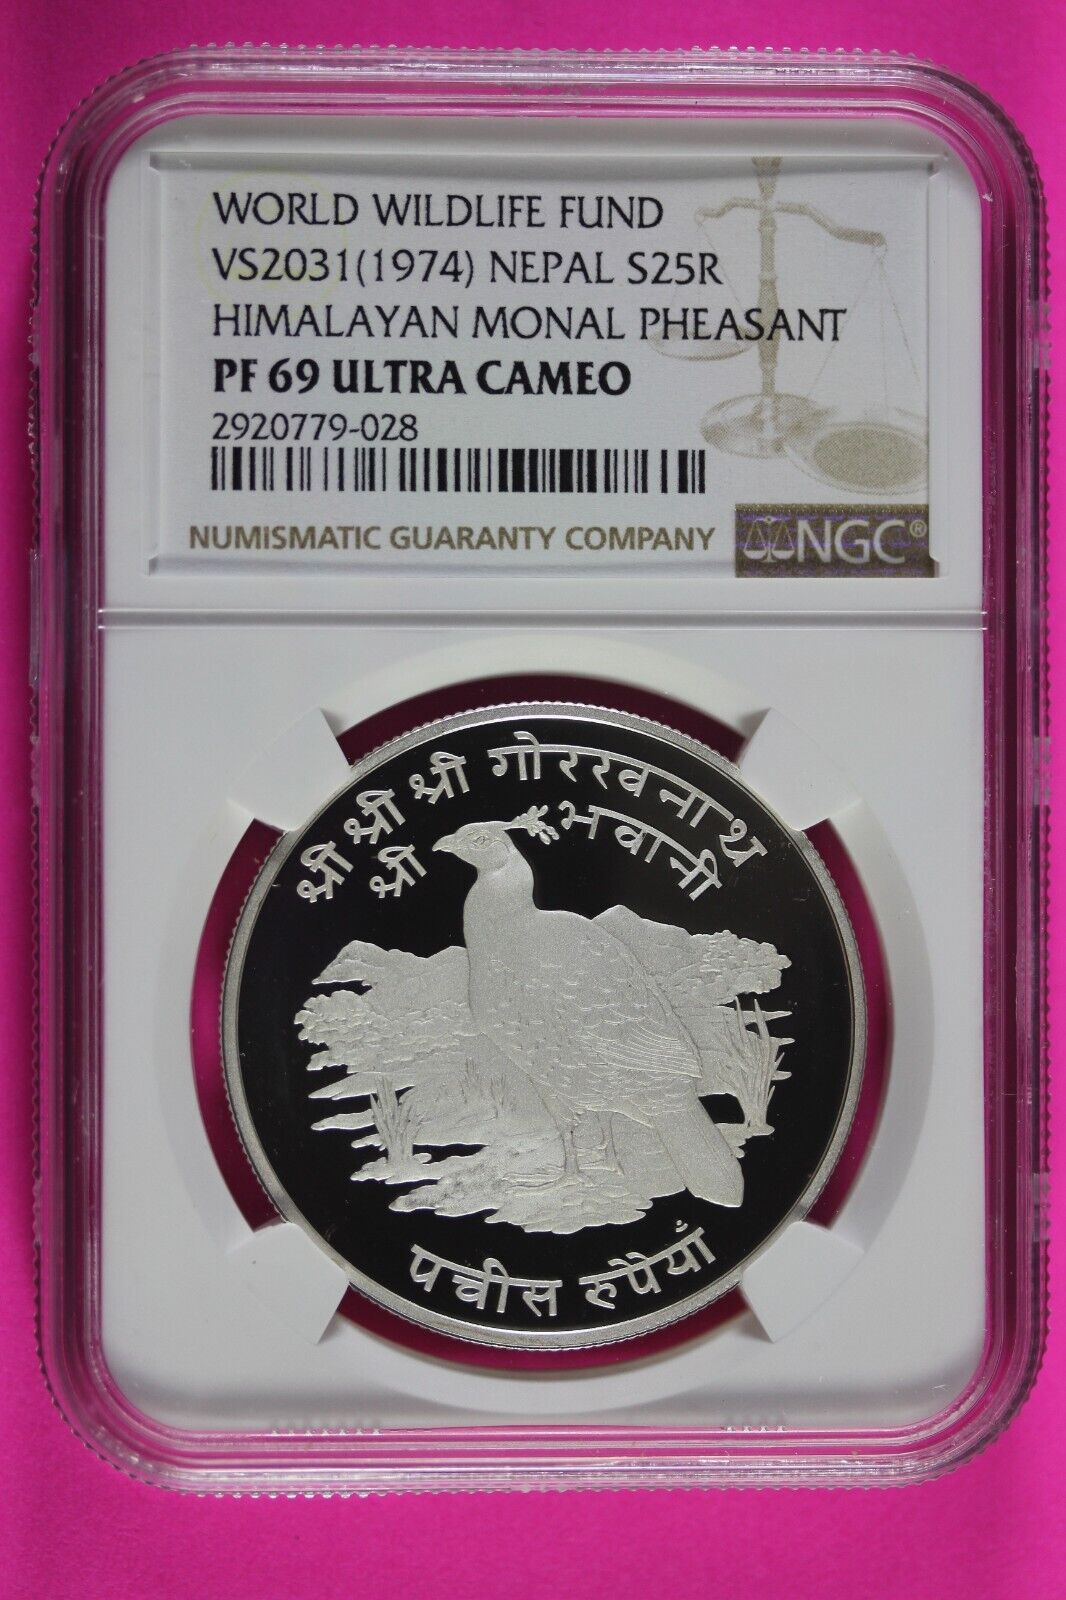 WORLD WILDLIFE FUND
VS2031(1974) NEPAL S25R
HIMALAYAN MONAL PHEASANT
PF 69 ULTRA CAMEO
2920779-028
NUMISMATIC GUARANTY COMPANY
NGC®
श्री श्री श्री गोरखनाथ
श्री भवानी
पचीस रुपैयाँ